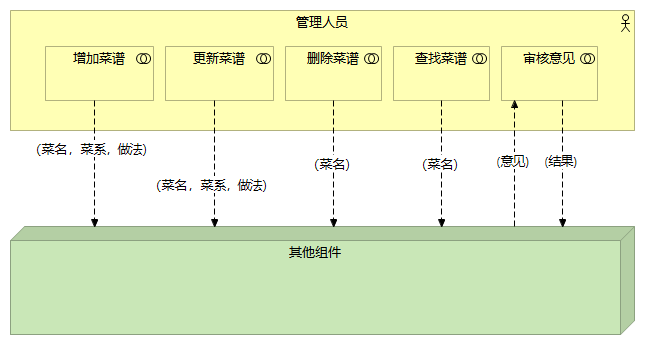 管理人员
增加菜谱
更新菜谱
删除菜谱
查找菜谱
审核意见
(菜名，菜系，做法)
(菜名，菜系，做法)
(菜名)
(菜名)
(意见)
(结果)
其他组件